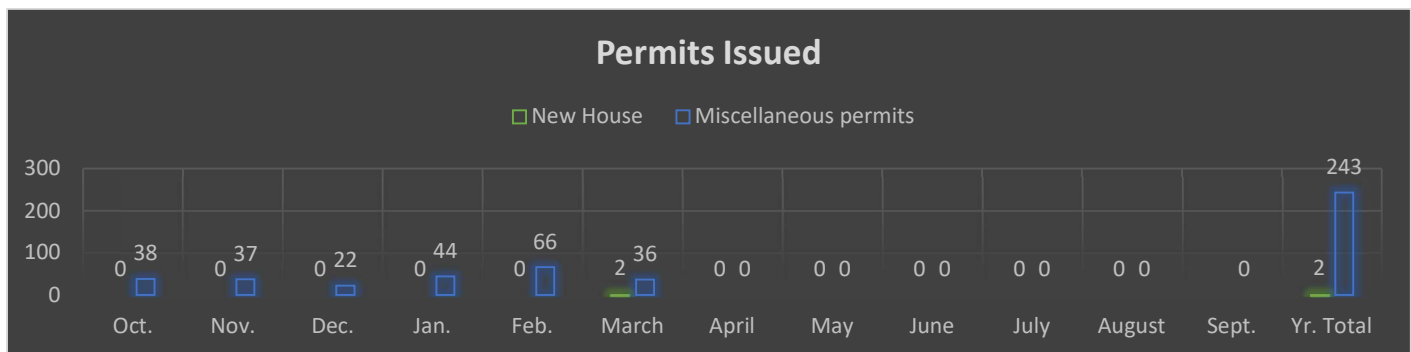 Permits Issued
New House Miscellaneous permits
300
200
100
0
0 38 0 37 0 22 0 44 0 66 2 36 0 0 0 0 0 0 0 0 0 0 0 2 243
Oct. Nov. Dec. Jan. Feb. March April May June July August Sept. Yr. Total